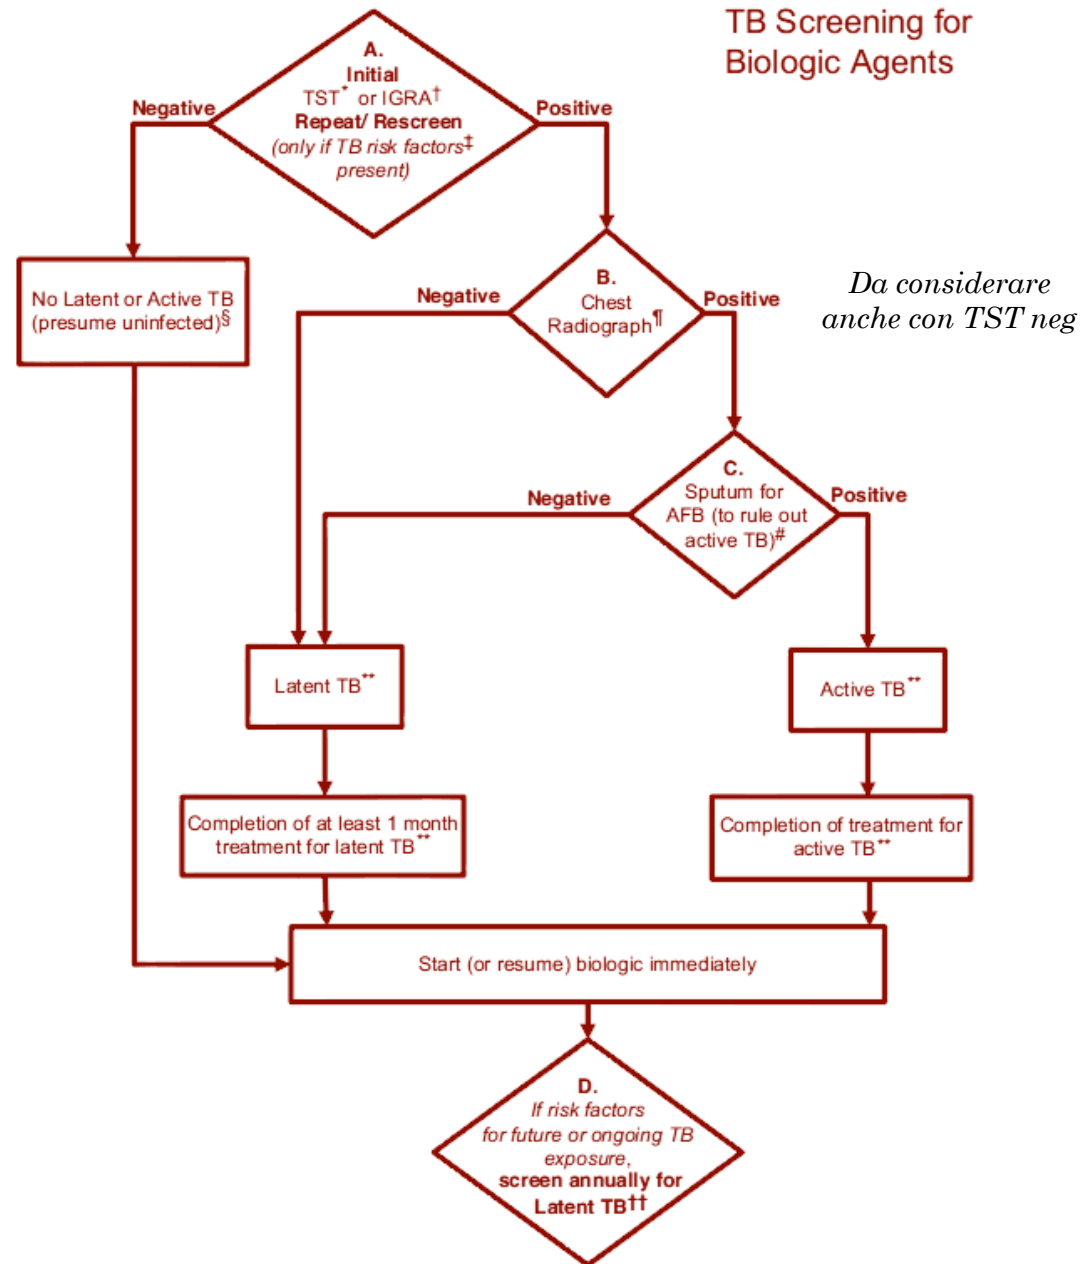 TB Screening for
Biologic Agents
A.
Initial
TST* or IGRA†
Repeat/ Rescreen
(only if TB risk factors‡
present)
Negative
Positive
No Latent or Active TB
(presume uninfected)§
B.
Chest
Radiograph¶
Negative
Positive
Da considerare
anche con TST neg
C.
Sputum for
AFB (to rule out
active TB)#
Negative
Positive
Latent TB**
Active TB**
Completion of at least 1 month
treatment for latent TB**
Completion of treatment for
active TB**
Start (or resume) biologic immediately
D.
If risk factors
for future or ongoing TB
exposure,
screen annually for
Latent TB††